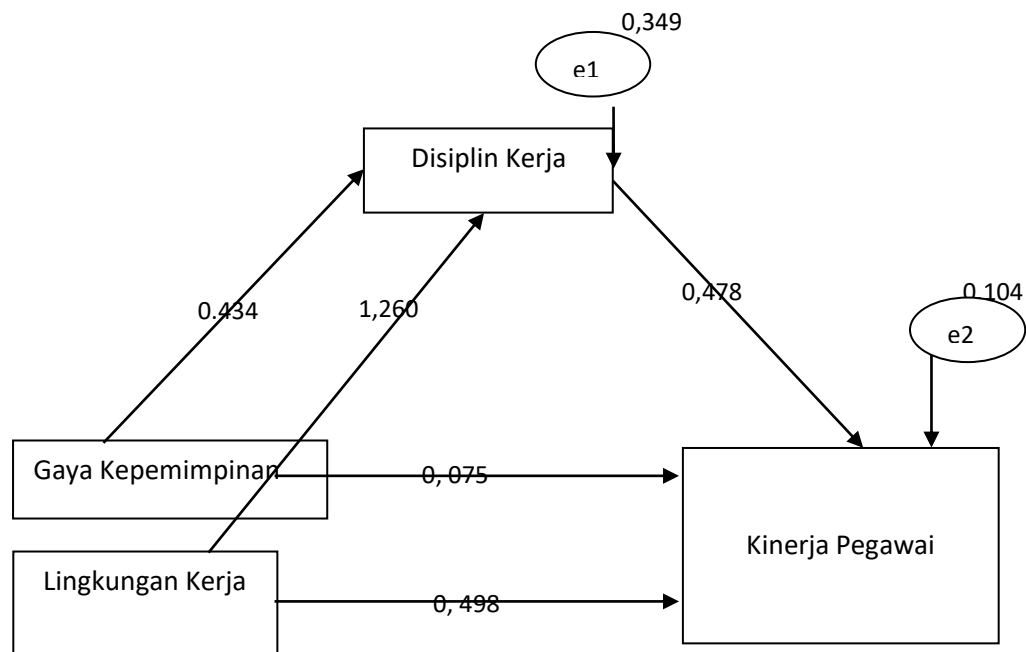 0,349
e1
Disiplin Kerja
0.434
1,260
0,478
0,104
e2
Gaya Kepemimpinan
0, 075
Kinerja Pegawai
Lingkungan Kerja
0, 498